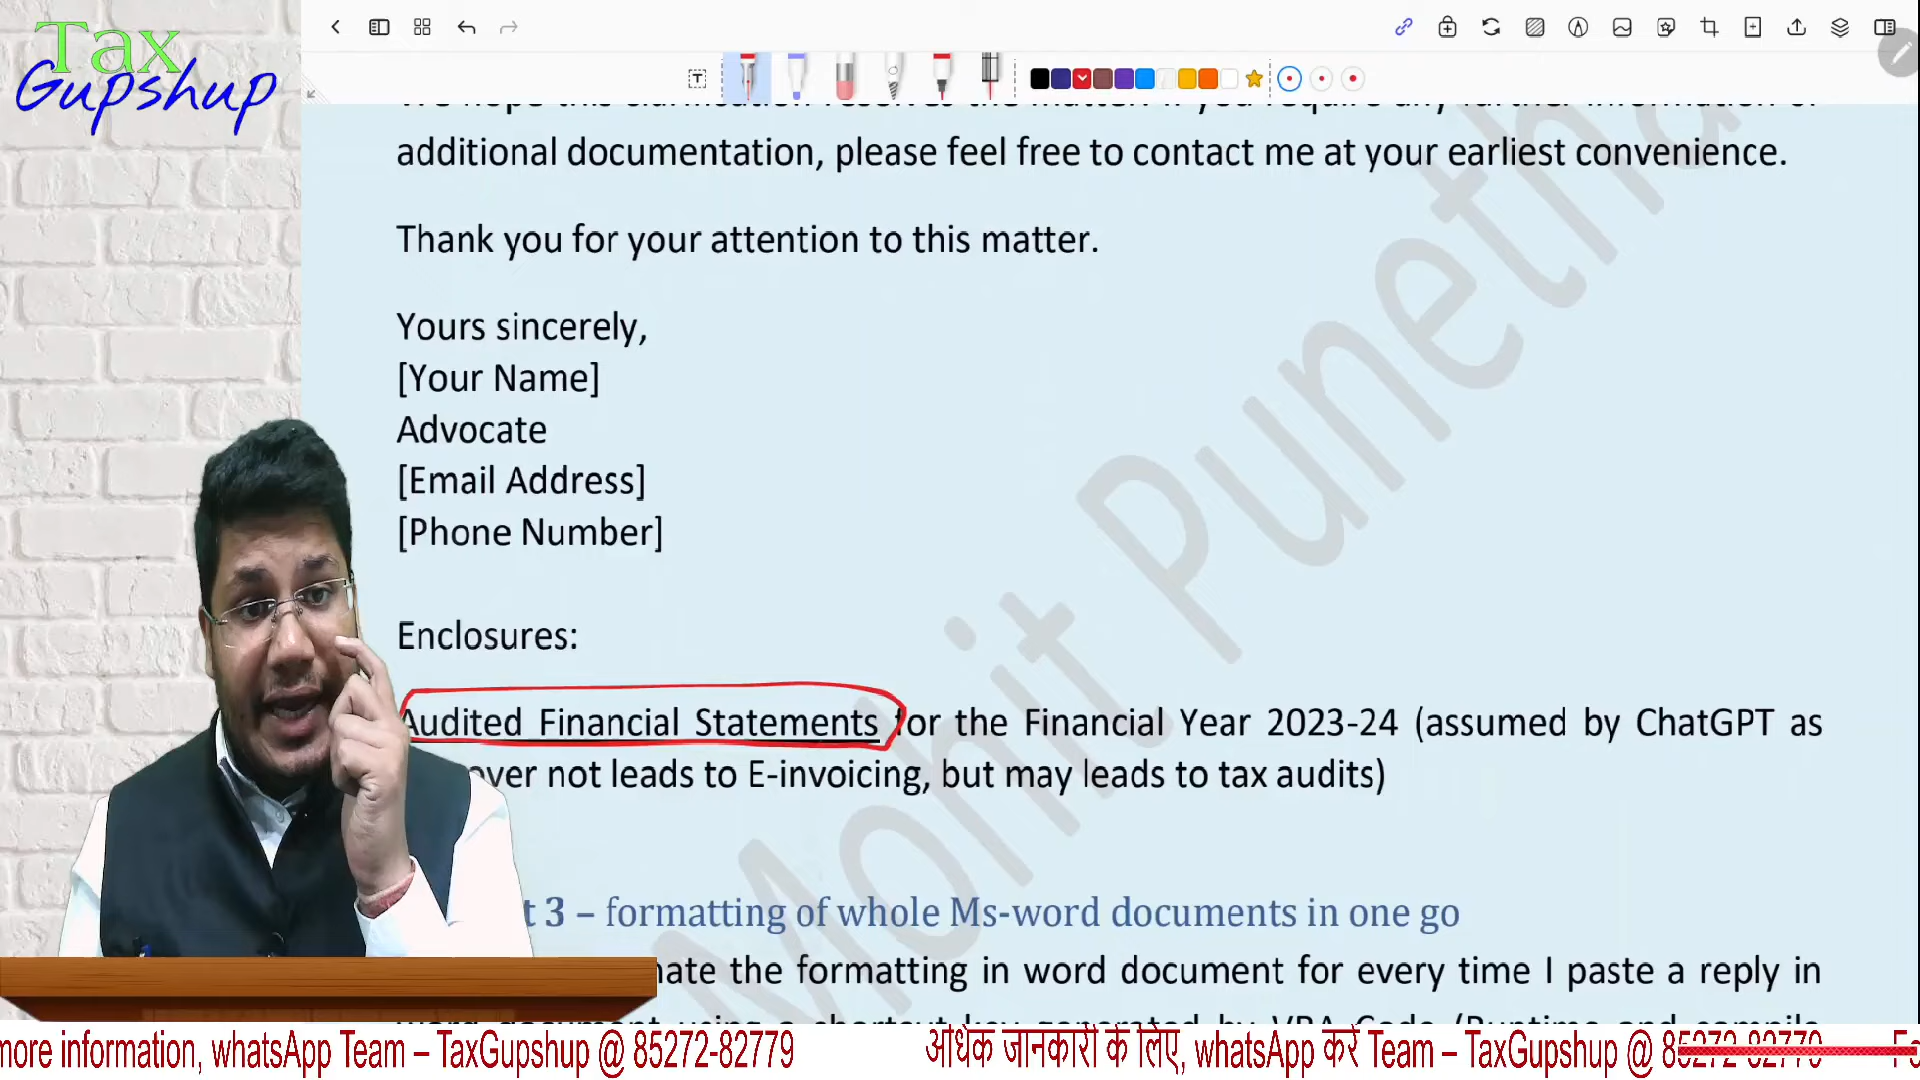 Tax
Gupshup
additional documentation, please feel free to contact me at your earliest convenience.
Thank you for your attention to this matter.
Yours sincerely,
[Your Name]
Advocate
[Email Address]
[Phone Number]
Enclosures:
Audited Financial Statements for the Financial Year 2023-24 (assumed by ChatGPT as
not leads to E-invoicing, but may leads to tax audits)
3 – formatting of whole Ms-word documents in one go
the formatting in word document for every time I paste a reply in
Mohit Punetha
more information, whatsApp Team – TaxGupshup @ 85272-82779
अधिक जानकारी के लिए, whatsApp करें Team – TaxGupshup @ 85272-82779